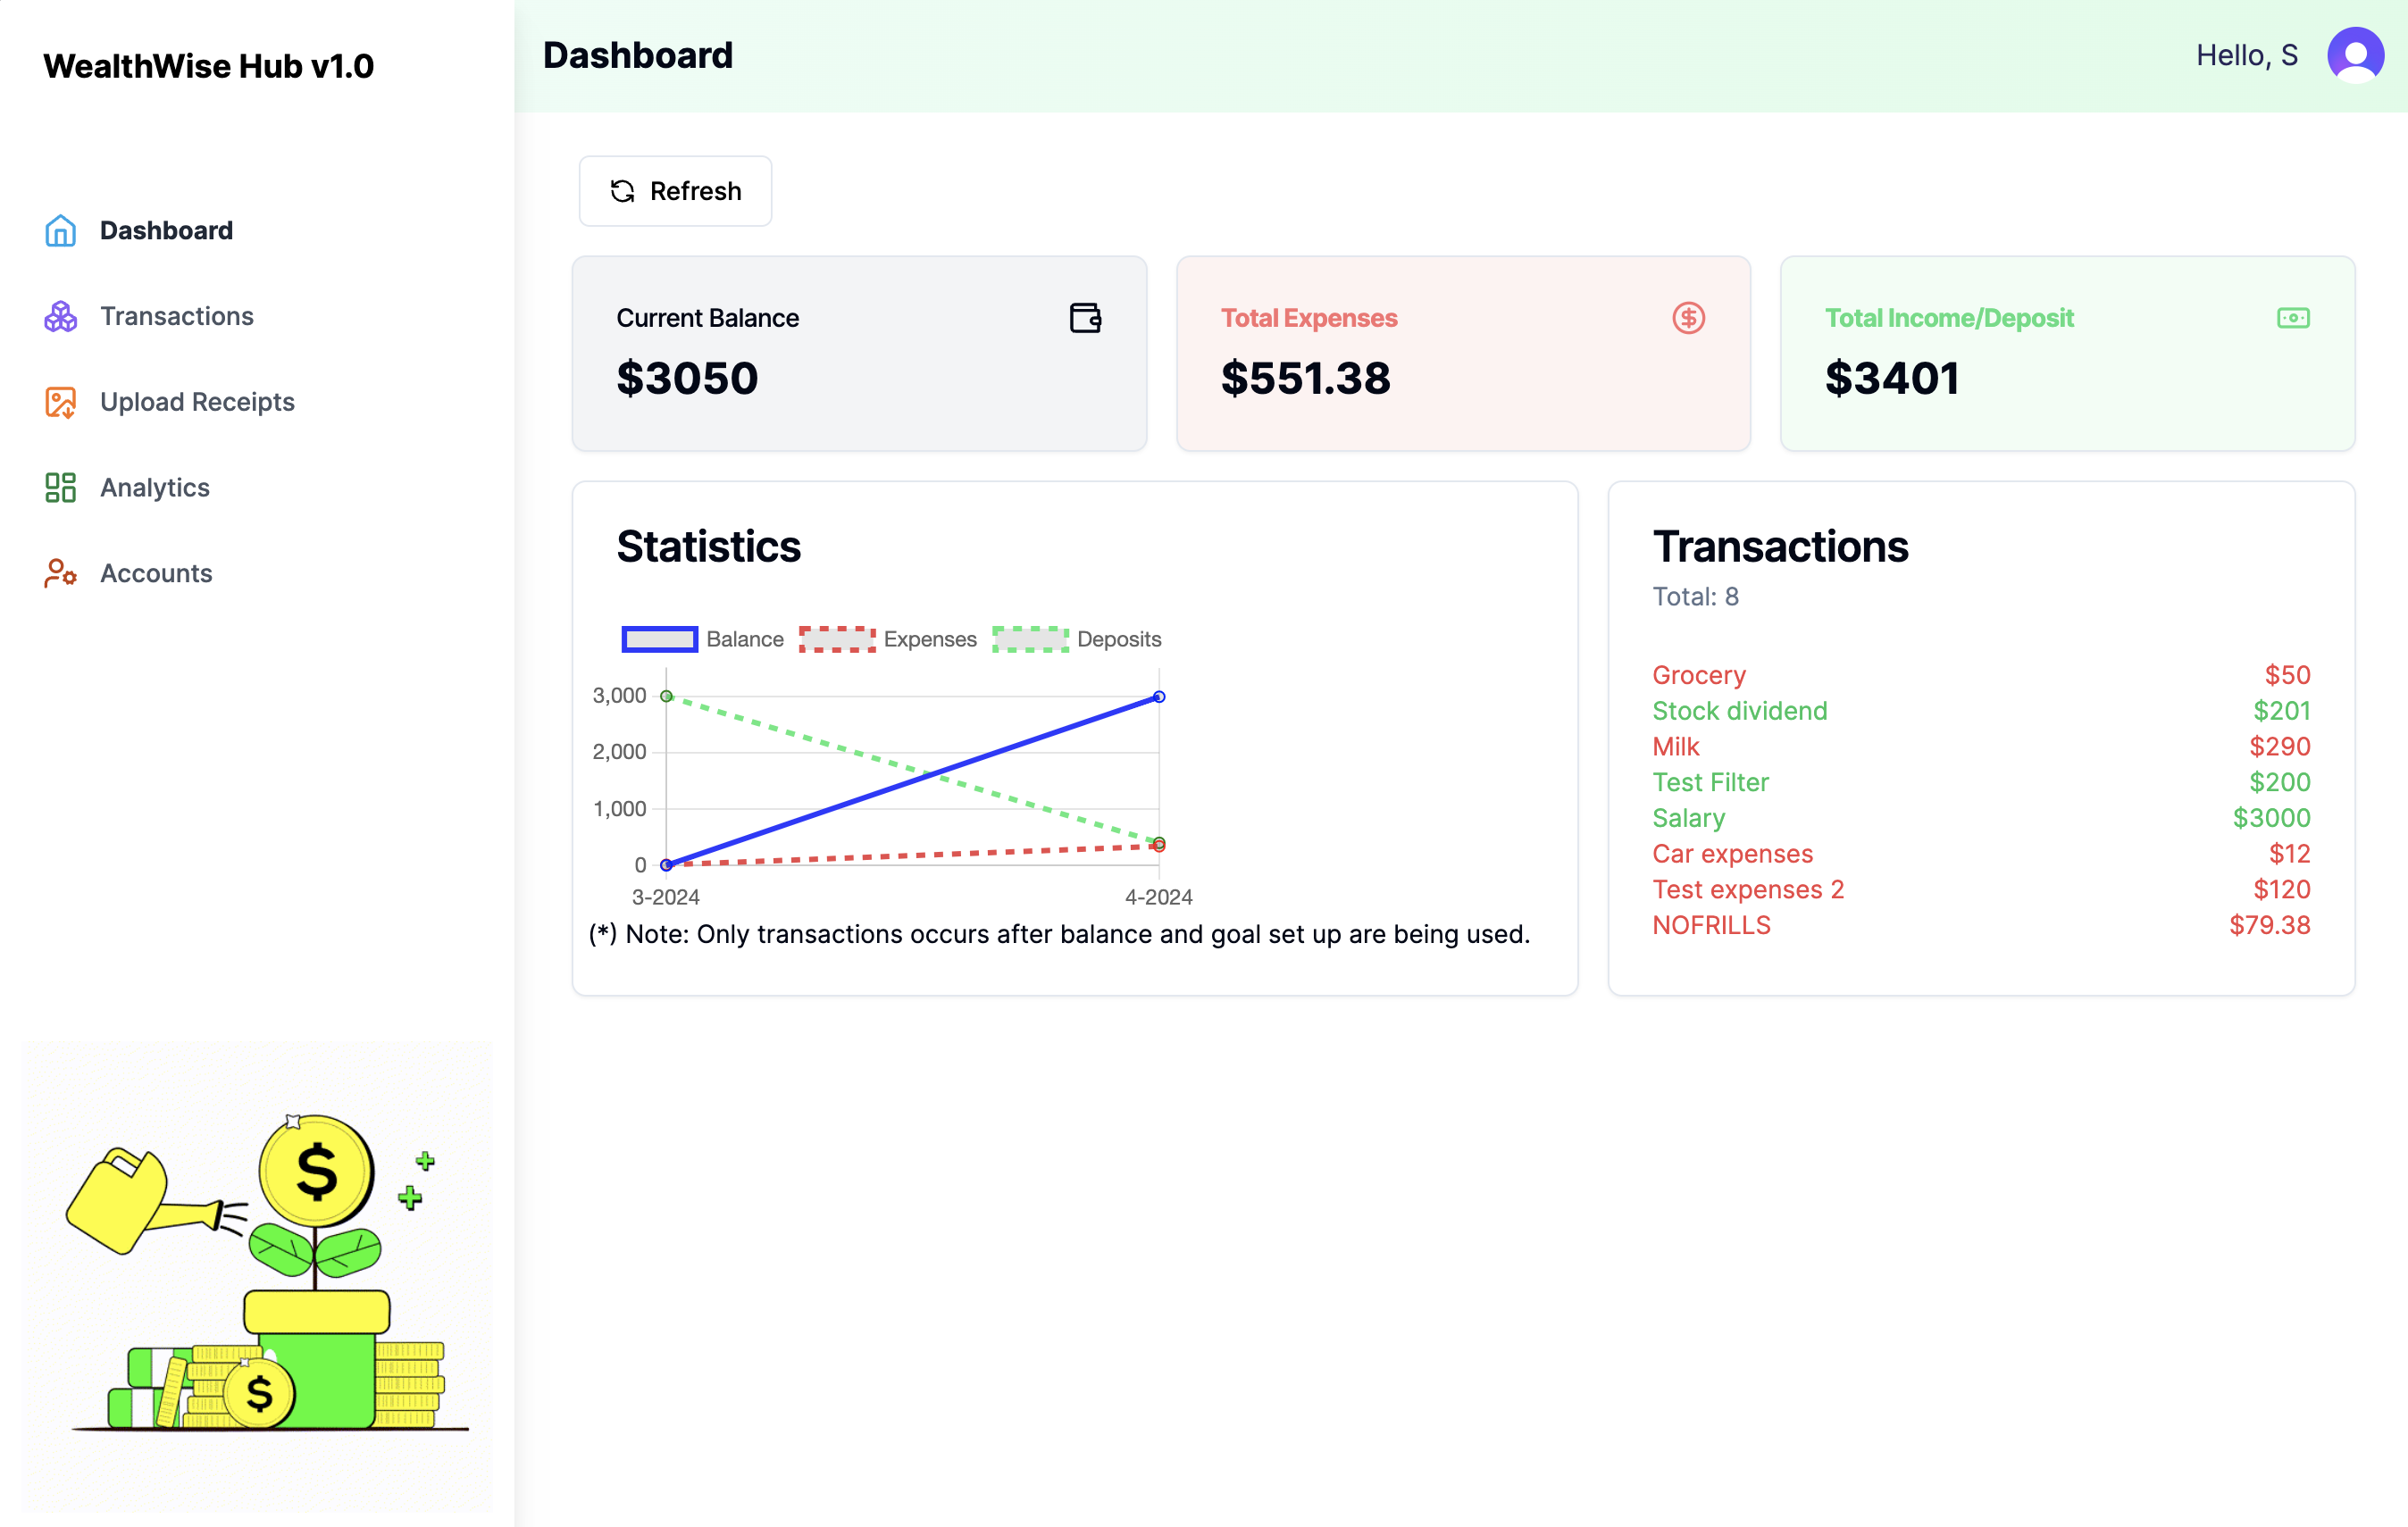 WealthWise Hub v1.0
Dashboard
Transactions
Upload Receipts
Analytics
Accounts
$
$
Dashboard
Hello, S
Refresh
Current Balance
$3050
Total Expenses
$551.38
Total Income/Deposit
$3401
Statistics
Balance Expenses Deposits
3,000
2,000
1,000
0
3-2024 4-2024
(*) Note: Only transactions occurs after balance and goal set up are being used.
Transactions
Total: 8
Grocery $50
Stock dividend $201
Milk $290
Test Filter $200
Salary $3000
Car expenses $12
Test expenses 2 $120
NOFRILLS $79.38